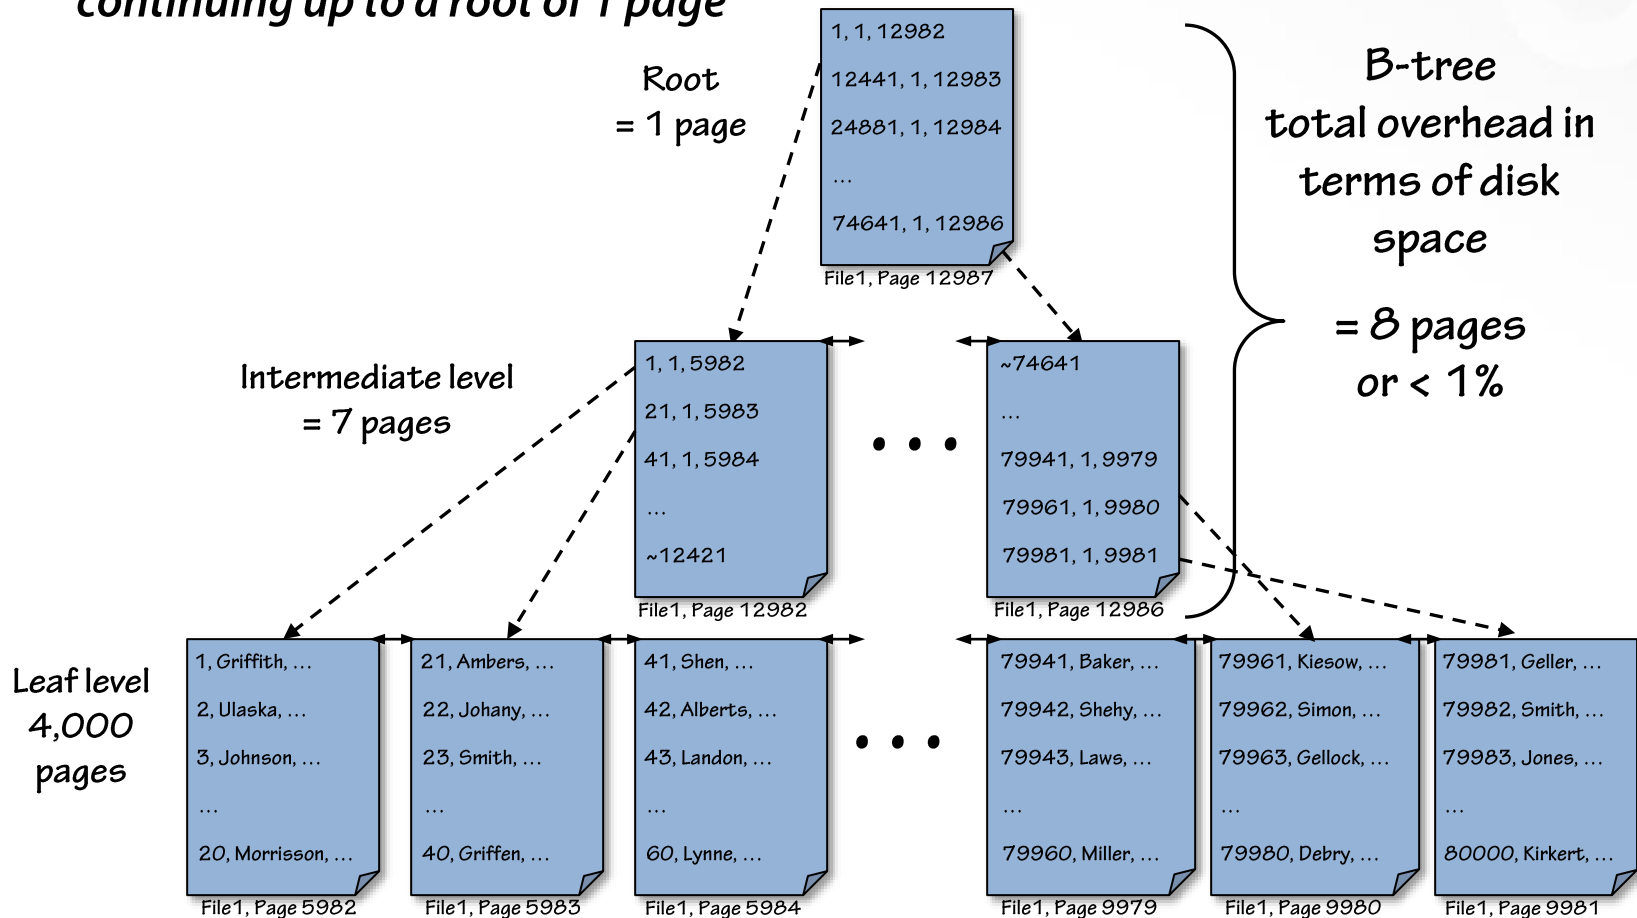 continuing up to a root of 1 page
Root
= 1 page
1, 1, 12982
12441, 1, 12983
24881, 1, 12984
...
74641, 1, 12986
File1, Page 12987
B-tree
total overhead in
terms of disk
space
= 8 pages
or < 1%
Intermediate level
= 7 pages
1, 1, 5982
21, 1, 5983
41, 1, 5984
...
~12421
File1, Page 12982
• • •
~74641
...
79941, 1, 9979
79961, 1, 9980
79981, 1, 9981
File1, Page 12986
Leaf level
4,000
pages
1, Griffith, ...
2, Ulaska, ...
3, Johnson, ...
...
20, Morrisson, ...
File1, Page 5982
21, Ambers, ...
22, Johany, ...
23, Smith, ...
...
40, Griffen, ...
File1, Page 5983
41, Shen, ...
42, Alberts, ...
43, Landon, ...
...
60, Lynne, ...
File1, Page 5984
• • •
79941, Baker, ...
79942, Shehy, ...
79943, Laws, ...
...
79960, Miller, ...
File1, Page 9979
79961, Kiesow, ...
79962, Simon, ...
79963, Gellock, ...
...
79980, Debry, ...
File1, Page 9980
79981, Geller, ...
79982, Smith, ...
79983, Jones, ...
...
80000, Kirkert, ...
File1, Page 9981